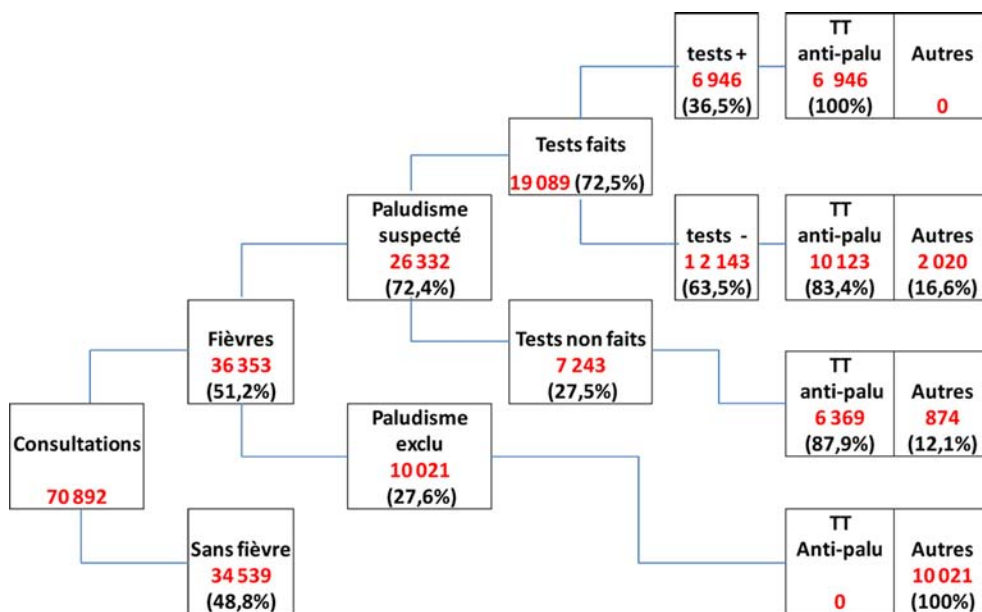 Consultations
70 892
Fièvres
36 353
(51,2%)
Sans fièvre
34 539
(48,8%)
Paludisme
suspecté
26 332
(72,4%)
Paludisme
exclu
10 021
(27,6%)
Tests faits
19 089 (72,5%)
Tests non faits
7 243
(27,5%)
tests +
6 946
(36,5%)
tests -
1 2 143
(63,5%)
TT
anti-palu
6 946
(100%)
Autres
0
TT
anti-palu
10 123
(83,4%)
Autres
2 020
(16,6%)
TT
anti-palu
6 369
(87,9%)
Autres
874
(12,1%)
TT
Anti-palu
0
Autres
10 021
(100%)